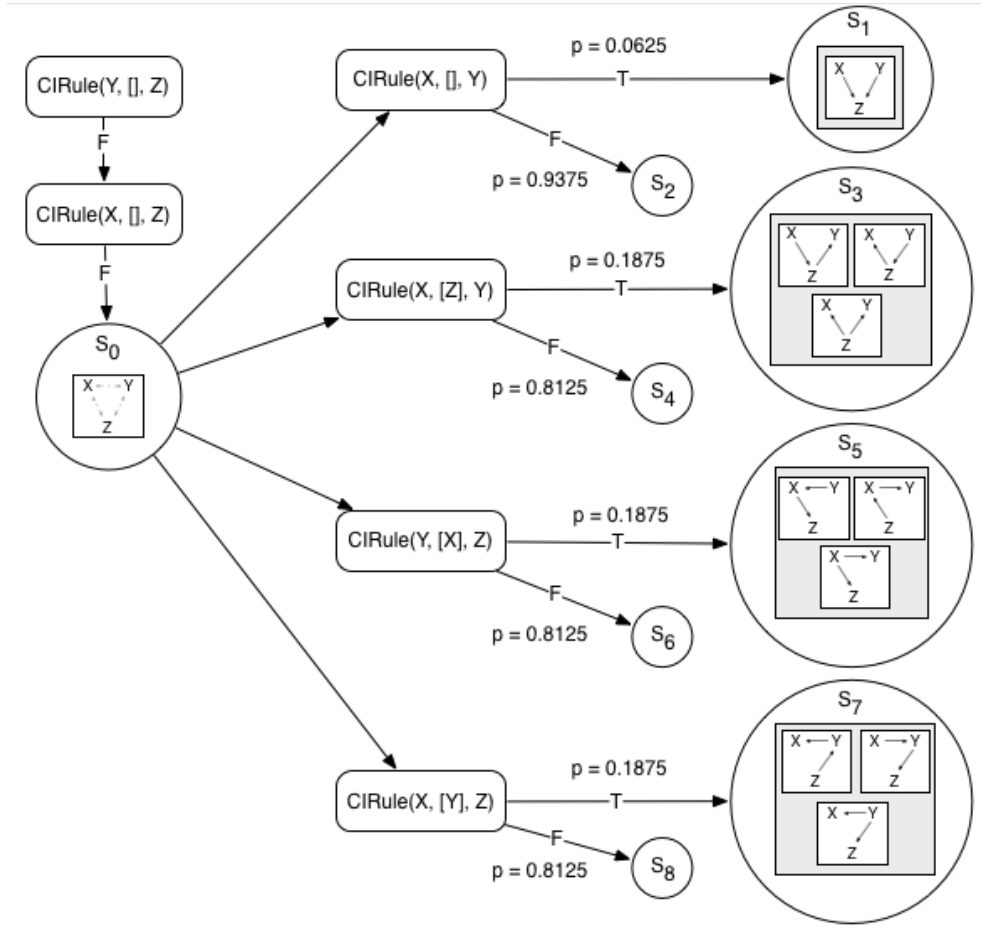 CIRule(Y, [], Z)
F
CIRule(X, [], Z)
F
S0
X Y
Z
CIRule(X, [], Y)
p = 0.0625
T
F
p = 0.9375
S1
X Y
Z
S2
CIRule(X, [Z], Y)
p = 0.1875
T
F
p = 0.8125
S3
X Y X Y
Z Z
X Y
Z
S4
CIRule(Y, [X], Z)
p = 0.1875
T
F
p = 0.8125
S5
X Y X Y
Z Z
X Y
Z
S6
CIRule(X, [Y], Z)
p = 0.1875
T
F
p = 0.8125
S7
X Y X Y
Z Z
X Y
Z
S8